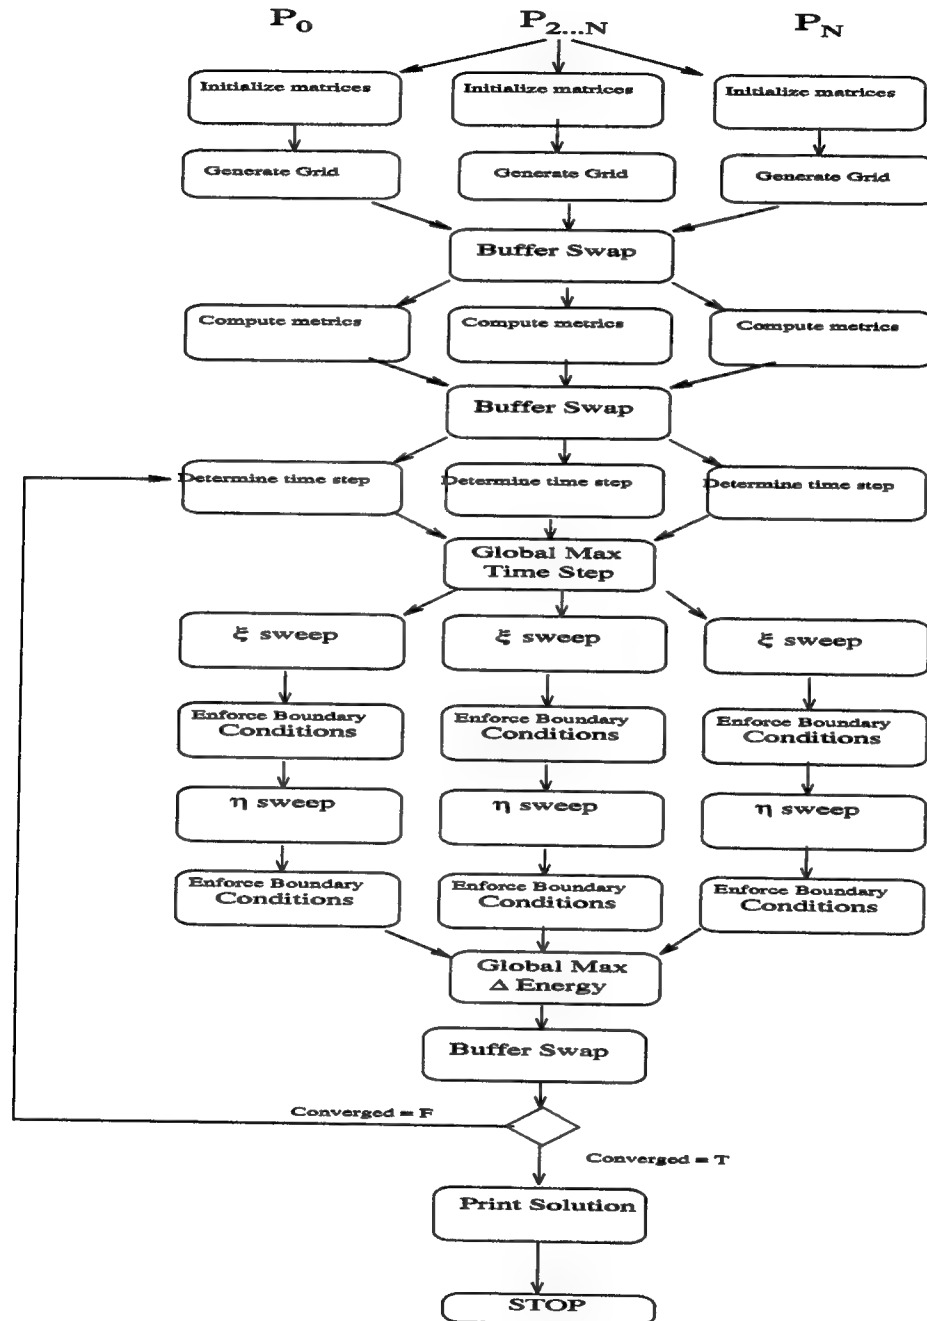 P0 P2...N PN
Initialize matrices Initialize matrices Initialize matrices
Generate Grid Generate Grid Generate Grid
Buffer Swap
Compute metrics Compute metrics Compute metrics
Buffer Swap
Determine time step Determine time step Determine time step
Global Max
Time Step
ξ sweep ξ sweep ξ sweep
Enforce Boundary Enforce Boundary Enforce Boundary
Conditions Conditions Conditions
η sweep η sweep η sweep
Enforce Boundary Enforce Boundary Enforce Boundary
Conditions Conditions Conditions
Global Max
Δ Energy
Buffer Swap
Converged = F
Converged = T
Print Solution
STOP